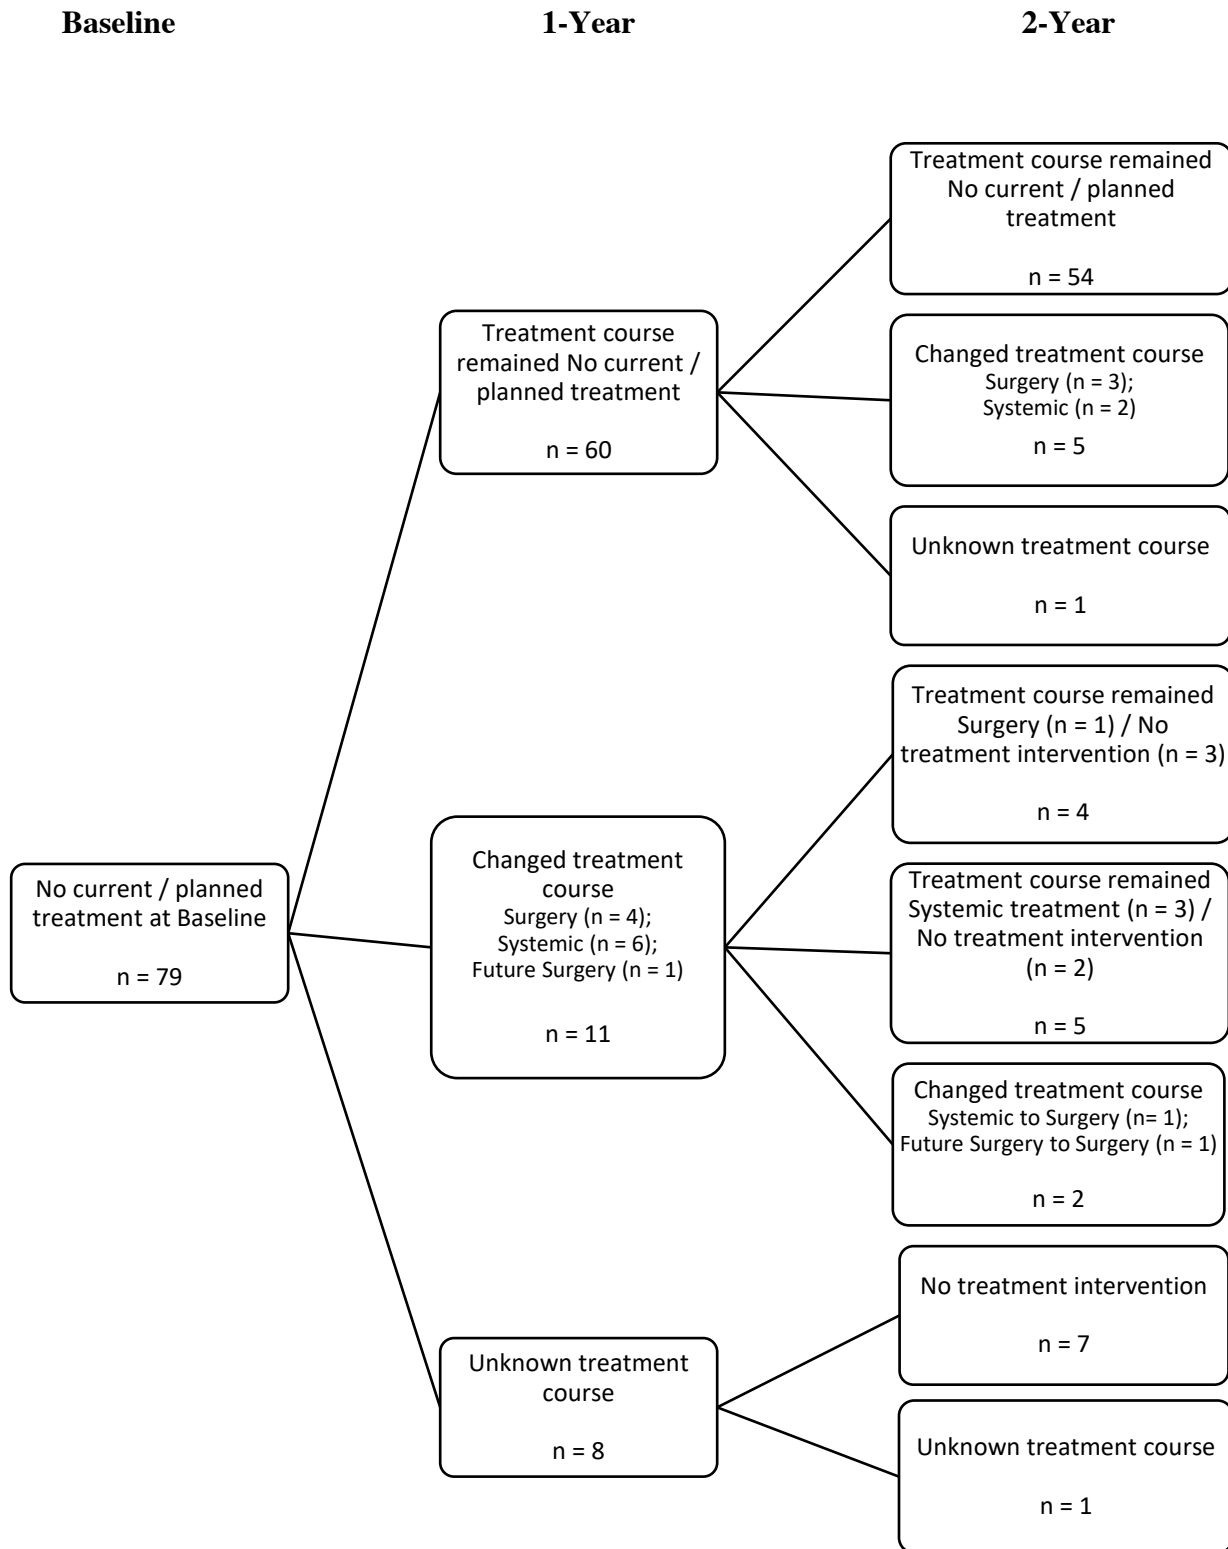 Baseline
1-Year
2-Year
No current / planned
treatment at Baseline
n = 79
Treatment course
remained No current /
planned treatment
n = 60
Changed treatment
course
Surgery (n = 4);
Systemic (n = 6);
Future Surgery (n = 1)
n = 11
Unknown treatment
course
n = 8
Treatment course remained
No current / planned
treatment
n = 54
Changed treatment course
Surgery (n = 3);
Systemic (n = 2)
n = 5
Unknown treatment course
n = 1
Treatment course remained
Surgery (n = 1) / No
treatment intervention (n = 3)
n = 4
Treatment course remained
Systemic treatment (n = 3) /
No treatment intervention
(n = 2)
n = 5
Changed treatment course
Systemic to Surgery (n= 1);
Future Surgery to Surgery (n = 1)
n = 2
No treatment intervention
n = 7
Unknown treatment course
n = 1